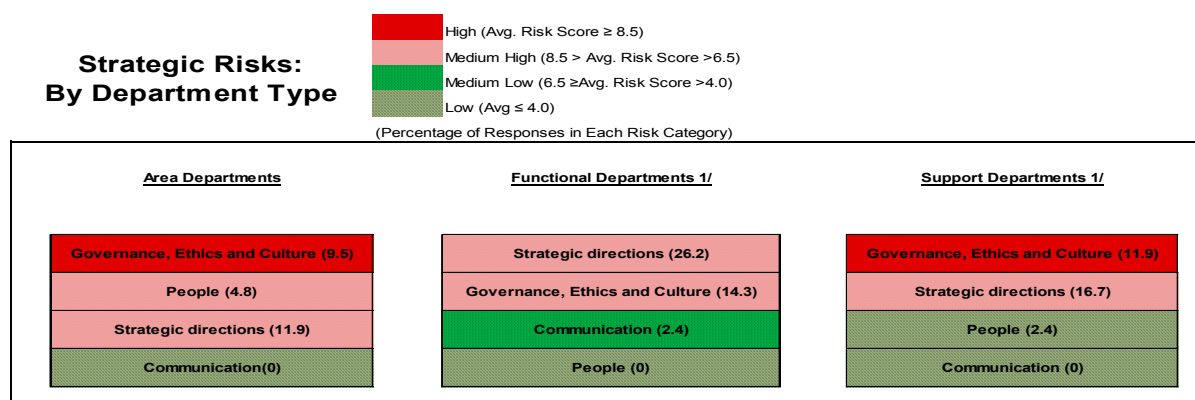 Strategic Risks:
By Department Type
High (Avg. Risk Score ≥ 8.5)
Medium High (8.5 > Avg. Risk Score >6.5)
Medium Low (6.5 ≥Avg. Risk Score >4.0)
Low (Avg ≤ 4.0)
(Percentage of Responses in Each Risk Category)
Area Departments
Governance, Ethics and Culture (9.5)
People (4.8)
Strategic directions (11.9)
Communication(0)
Functional Departments 1/
Strategic directions (26.2)
Governance, Ethics and Culture (14.3)
Communication (2.4)
People (0)
Support Departments 1/
Governance, Ethics and Culture (11.9)
Strategic directions (16.7)
People (2.4)
Communication (0)